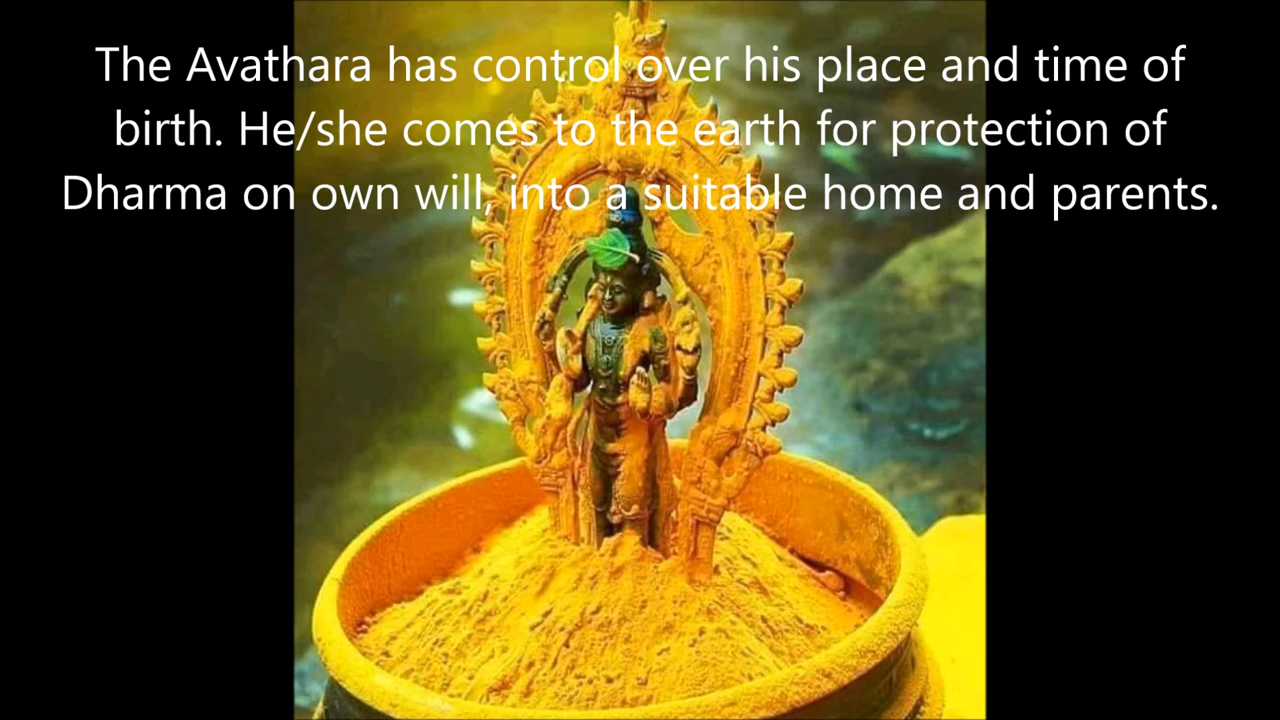 The Avathara has control over his place and time of
birth. He/she comes to the earth for protection of
Dharma on own will, into a suitable home and parents.